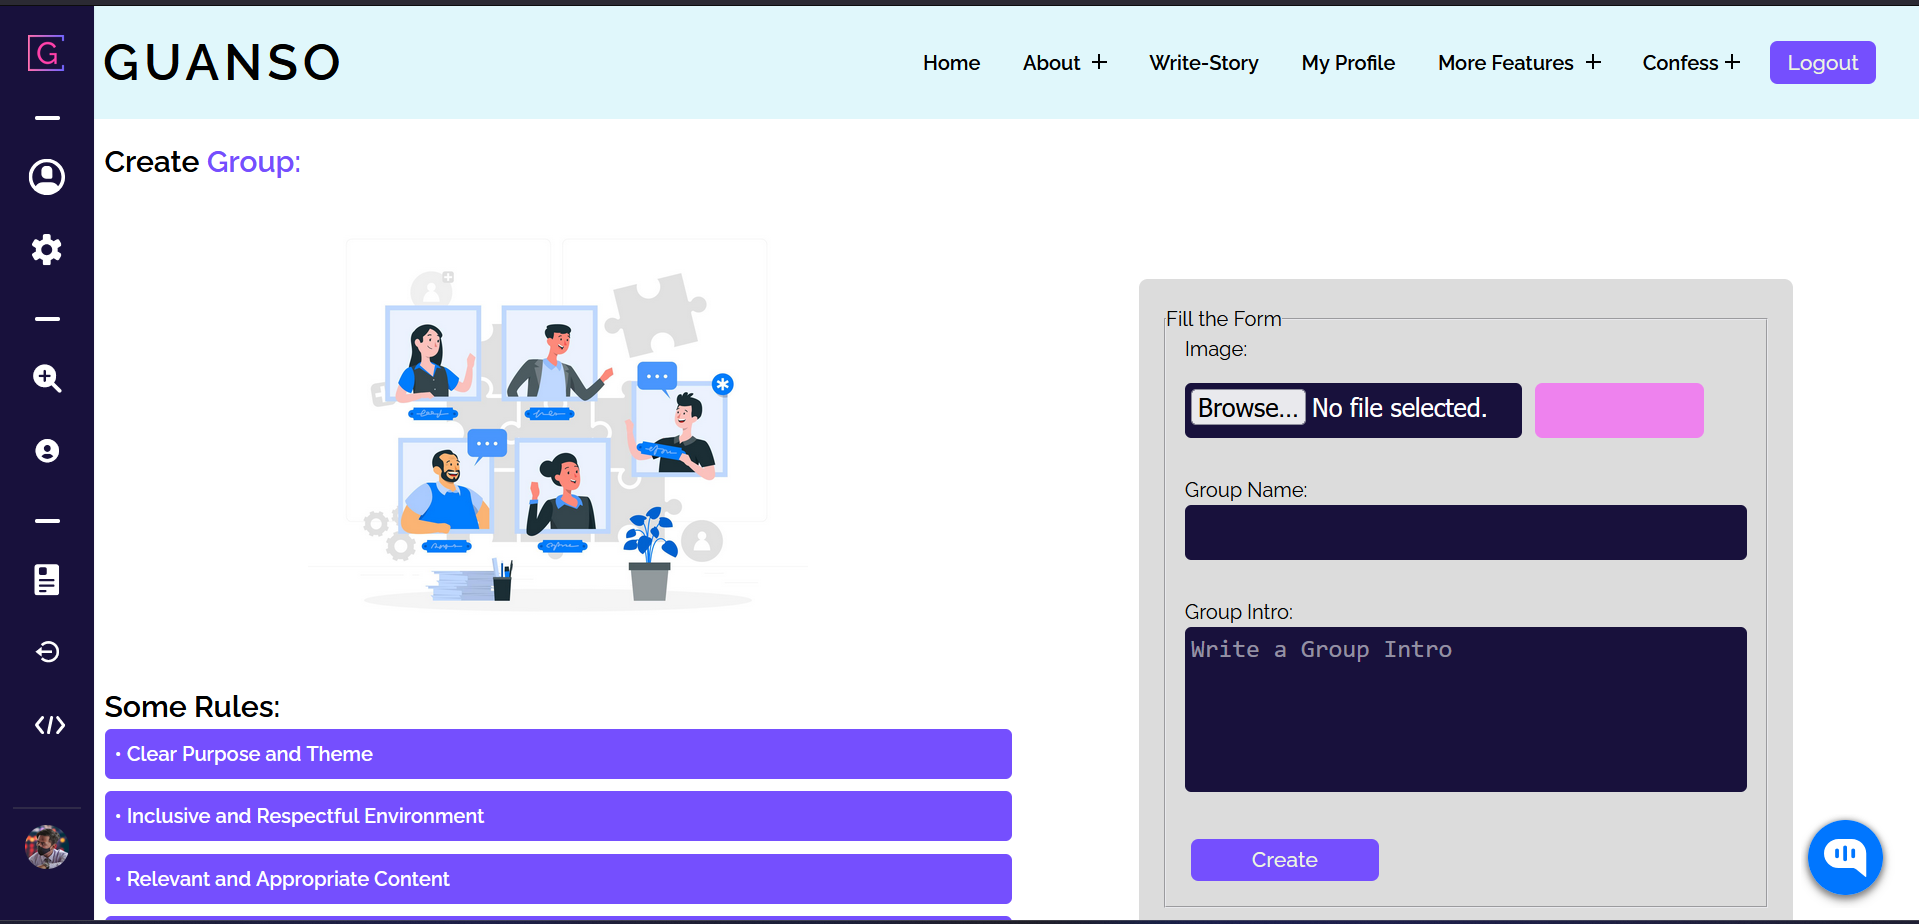 G
GUANSO
Home
About +
Write-Story
My Profile
More Features +
Confess +
Logout
Create Group:
Fill the Form
Image:
Browse... No file selected.
Group Name:
Group Intro:
Write a Group Intro
Create
Some Rules:
• Clear Purpose and Theme
• Inclusive and Respectful Environment
• Relevant and Appropriate Content